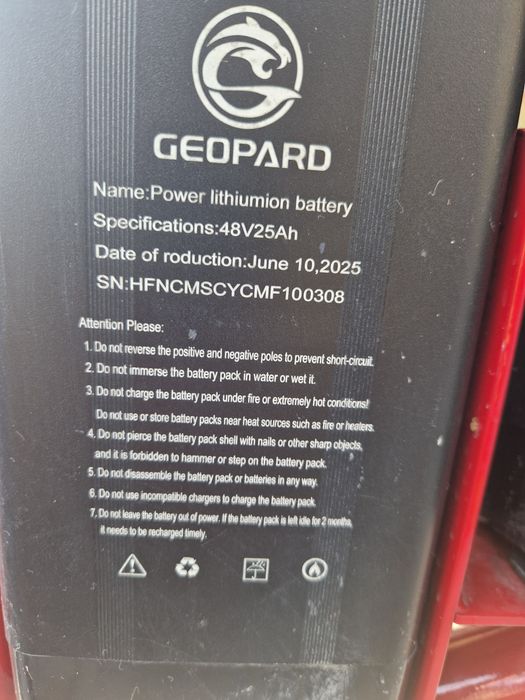 GEOPARD
Name:Power lithiumion battery
Specifications:48V25Ah
Date of roduction:June 10,2025
SN:HFNCMSCYCMF100308
Attention Please:
1. Do not reverse the positive and negative poles to prevent short-circuit.
2. Do not immerse the battery pack in water or wet it.
3. Do not charge the battery pack under fire or extremely hot conditions!
Do not use or store battery packs near heat sources such as fire or heaters.
4. Do not pierce the battery pack shell with nails or other sharp objects,
and it is forbidden to hammer or step on the battery pack.
5. Do not disassemble the battery pack or batteries in any way.
6. Do not use incompatible chargers to charge the battery pack.
7. Do not leave the battery out of power. If the battery pack is left idle for 2 months,
it needs to be recharged timely.